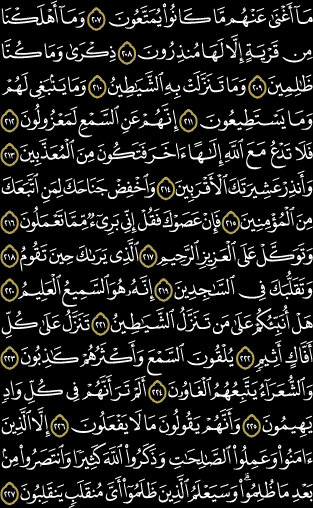 مَآ أَغْنَىٰ عَنْهُم مَّا كَانُوا۟ يُمَتَّعُونَ ٢٠٧ وَمَآ أَهْلَكْنَا
مِن قَرْيَةٍ إِلَّا لَهَا مُنذِرُونَ ٢٠٨ ذِكْرَىٰ وَمَا كُنَّا
ظَٰلِمِينَ ٢٠٩ وَمَا تَنَزَّلَتْ بِهِ ٱلشَّيَٰطِينُ ٢١٠ وَمَا يَنۢبَغِى لَهُمْ
وَمَا يَسْتَطِيعُونَ ٢١١ إِنَّهُمْ عَنِ ٱلسَّمْعِ لَمَعْزُولُونَ ٢١٢
فَلَا تَدْعُ مَعَ ٱللَّهِ إِلَٰهًا ءَاخَرَ فَتَكُونَ مِنَ ٱلْمُعَذَّبِينَ ٢١٣
وَأَنذِرْ عَشِيرَتَكَ ٱلْأَقْرَبِينَ ٢١٤ وَٱخْفِضْ جَنَاحَكَ لِمَنِ ٱتَّبَعَكَ
مِنَ ٱلْمُؤْمِنِينَ ٢١٥ فَإِنْ عَصَوْكَ فَقُلْ إِنِّى بَرِىٓءٌ مِّمَّا تَعْمَلُونَ ٢١٦
وَتَوَكَّلْ عَلَى ٱلْعَزِيزِ ٱلرَّحِيمِ ٢١٧ ٱلَّذِى يَرَىٰكَ حِينَ تَقُومُ ٢١٨
وَتَقَلُّبَكَ فِى ٱلسَّٰجِدِينَ ٢١٩ إِنَّهُۥ هُوَ ٱلسَّمِيعُ ٱلْعَلِيمُ ٢٢٠
هَلْ أُنَبِّئُكُمْ عَلَىٰ مَن تَنَزَّلُ ٱلشَّيَٰطِينُ ٢٢١ تَنَزَّلُ عَلَىٰ كُلِّ
أَفَّاكٍ أَثِيمٍ ٢٢٢ يُلْقُونَ ٱلسَّمْعَ وَأَكْثَرُهُمْ كَٰذِبُونَ ٢٢٣
وَٱلشُّعَرَآءُ يَتَّبِعُهُمُ ٱلْغَاوُۥنَ ٢٢٤ أَلَمْ تَرَ أَنَّهُمْ فِى كُلِّ وَادٍ
يَهِيمُونَ ٢٢٥ وَأَنَّهُمْ يَقُولُونَ مَا لَا يَفْعَلُونَ ٢٢٦ إِلَّا ٱلَّذِينَ
ءَامَنُوا۟ وَعَمِلُوا۟ ٱلصَّٰلِحَٰتِ وَذَكَرُوا۟ ٱللَّهَ كَثِيرًا وَٱنتَصَرُوا۟ مِنۢ
بَعْدِ مَا ظُلِمُوا۟ ۗ وَسَيَعْلَمُ ٱلَّذِينَ ظَلَمُوٓا۟ أَىَّ مُنقَلَبٍ يَنقَلِبُونَ ٢٢٧